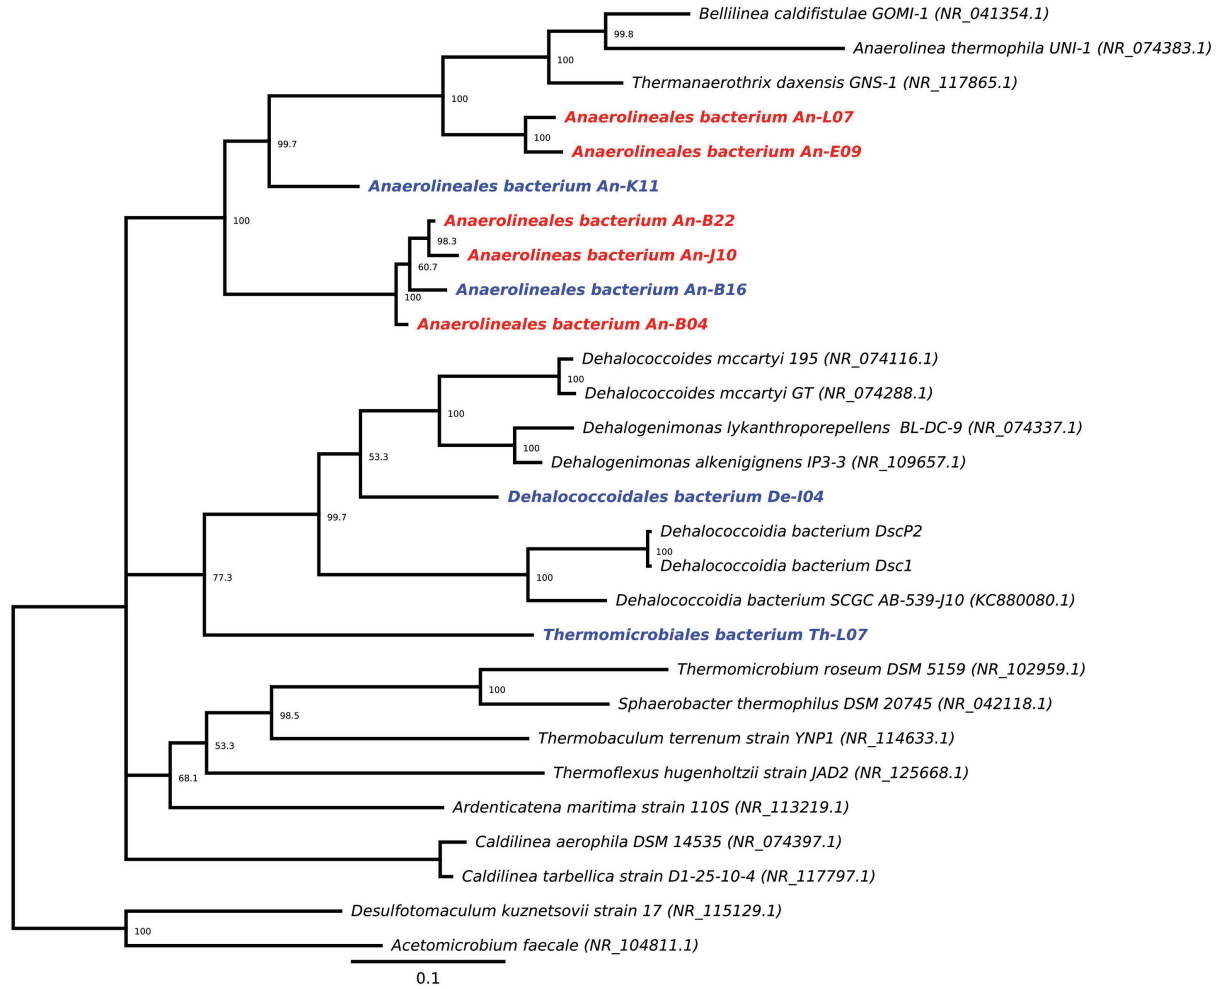 Bellilinea caldifistulae GOMI-1 (NR_041354.1)
99.8
Anaerolinea thermophila UNI-1 (NR_074383.1)
100
Thermanaerothrix daxensis GNS-1 (NR_117865.1)
100
Anaerolineales bacterium An-L07
100
99.7
Anaerolineales bacterium An-E09
Anaerolineales bacterium An-K11
100
Anaerolineales bacterium An-B22
98.3
Anaerolineas bacterium An-J10
60.7
Anaerolineales bacterium An-B16
100
Anaerolineales bacterium An-B04
Dehalococcoides mccartyi 195 (NR_074116.1)
100
Dehalococcoides mccartyi GT (NR_074288.1)
100
Dehalogenimonas lykanthroporepellens BL-DC-9 (NR_074337.1)
100
53.3
Dehalogenimonas alkenigignens IP3-3 (NR_109657.1)
Dehalococcoidales bacterium De-I04
99.7
Dehalococcoidia bacterium DscP2
100
Dehalococcoidia bacterium Dsc1
77.3
100
Dehalococcoidia bacterium SCGC AB-539-J10 (KC880080.1)
Thermomicrobiales bacterium Th-L07
Thermomicrobium roseum DSM 5159 (NR_102959.1)
100
Sphaerobacter thermophilus DSM 20745 (NR_042118.1)
98.5
Thermobaculum terrenum strain YNP1 (NR_114633.1)
53.3
Thermoflexus hugenholtzii strain JAD2 (NR_125668.1)
68.1
Ardenticatena maritima strain 110S (NR_113219.1)
Caldilinea aerophila DSM 14535 (NR_074397.1)
Caldilinea tarbellica strain D1-25-10-4 (NR_117797.1)
Desulfotomaculum kuznetsovii strain 17 (NR_115129.1)
100
Acetomicrobium faecale (NR_104811.1)
0.1